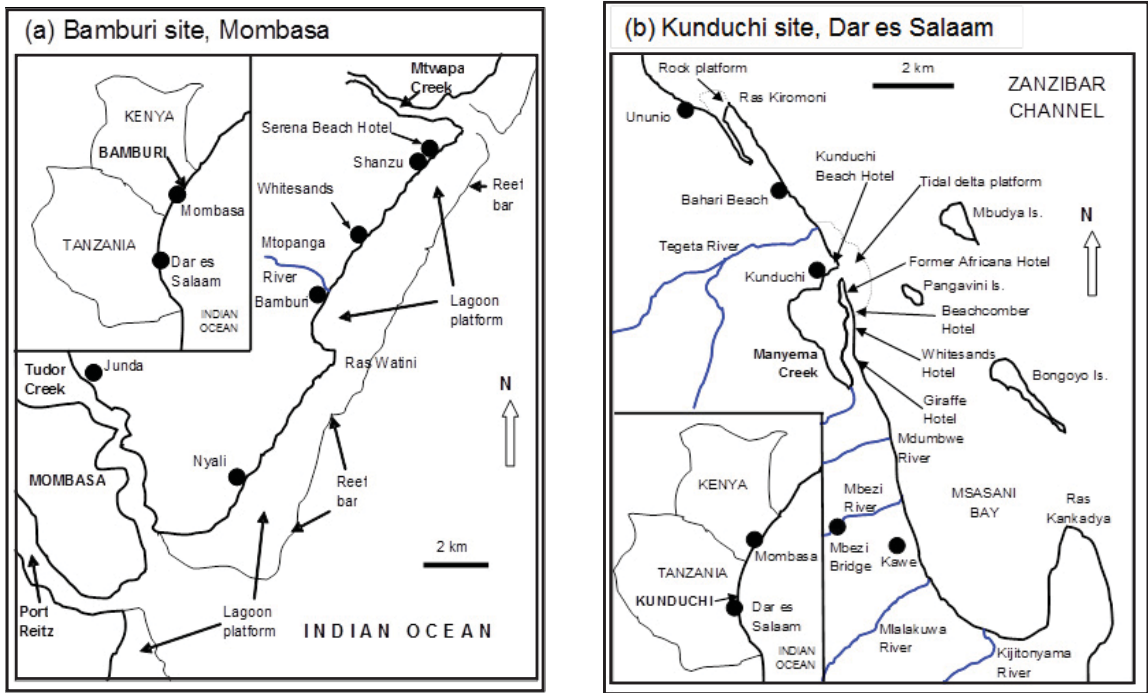 (a) Bamburi site, Mombasa
Mtwapa
Creek
KENYA
BAMBURI
Mombasa
TANZANIA
Dar es
Salaam
INDIAN
OCEAN
Serena Beach Hotel
Shanzu
Whitesands
Reef
bar
Mtopanga
River
Bamburi
Lagoon
platform
Ras Watini
Tudor
Creek
Junda
N
Nyali
MOMBASA
Reef
bar
2 km
Port
Reitz
Lagoon
platform
INDIAN OCEAN
(b) Kunduchi site, Dar es Salaam
Rock platform
2 km
ZANZIBAR
CHANNEL
Ras Kiromoni
Ununio
Kunduchi
Beach Hotel
Tidal delta platform
Bahari Beach
Mbudya Is.
N
Tegeta River
Kunduchi
Former Africana Hotel
Pangavini Is.
Beachcomber
Hotel
Manyema
Creek
Whitesands
Hotel
Bongoyo Is.
Giraffe
Hotel
Mdumbwe
River
KENYA
Mombasa
TANZANIA
KUNDUCHI
Dar es
Salaam
INDIAN
OCEAN
Mbezi
River
MSASANI
BAY
Ras
Kankadya
Mbezi
Bridge
Kawe
Mlalakuwa
River
Kijitonyama
River